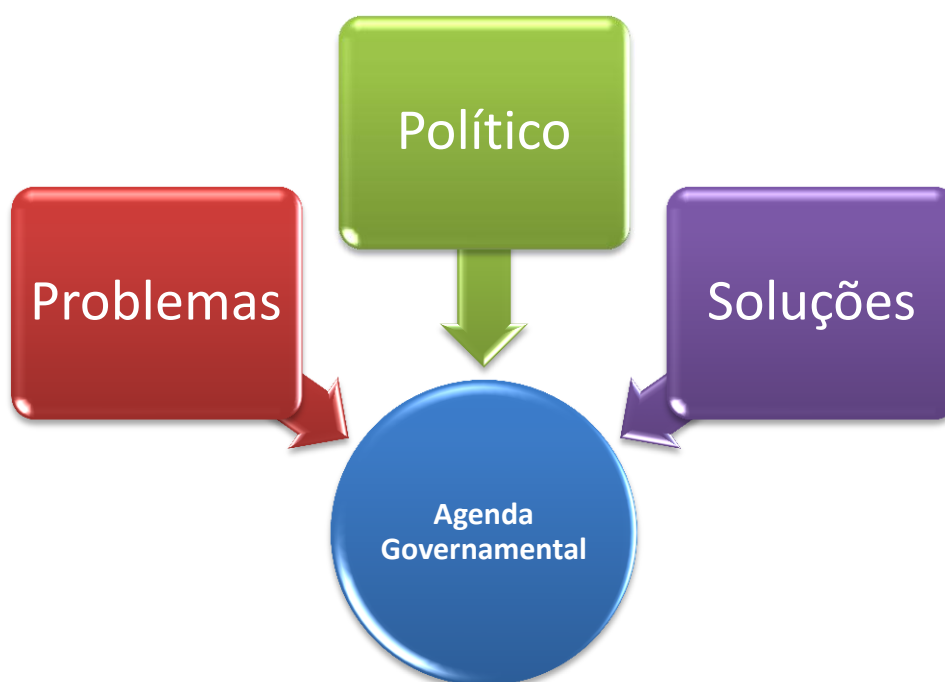 Político
Problemas
Soluções
Agenda
Governamental